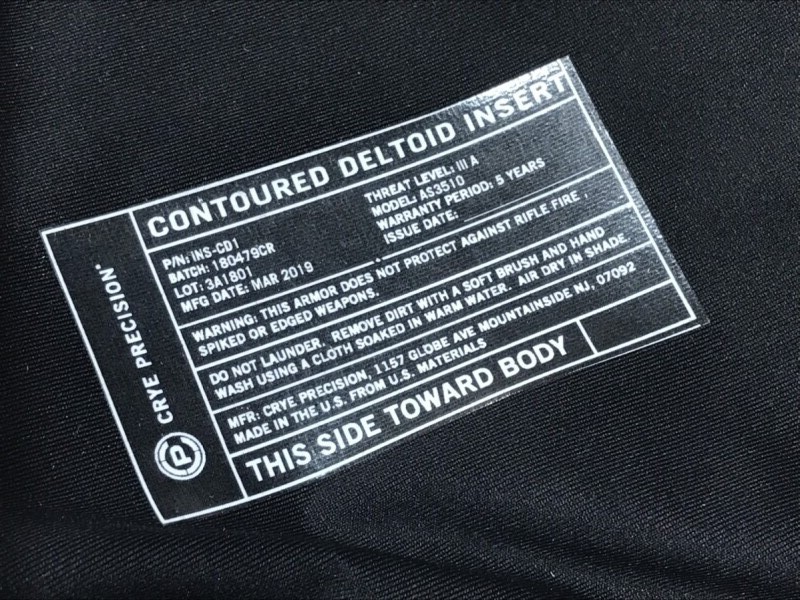 CONTOURED DELTOID INSERT
P/N: INS-CD1
BATCH: 180479CR
LOT: 3A1801
MFG DATE: MAR 2019
THREAT LEVEL: III A
MODEL: AS3510
WARRANTY PERIOD: 5 YEARS
ISSUE DATE:
WARNING: THIS ARMOR DOES NOT PROTECT AGAINST RIFLE FIRE,
SPIKED OR EDGED WEAPONS.
DO NOT LAUNDER. REMOVE DIRT WITH A SOFT BRUSH AND HAND
WASH USING A CLOTH SOAKED IN WARM WATER. AIR DRY IN SHADE.
MFR: CRYE PRECISION, 1157 GLOBE AVE MOUNTAINSIDE NJ, 07092
MADE IN THE U.S. FROM U.S. MATERIALS
THIS SIDE TOWARD BODY
CRYE PRECISION